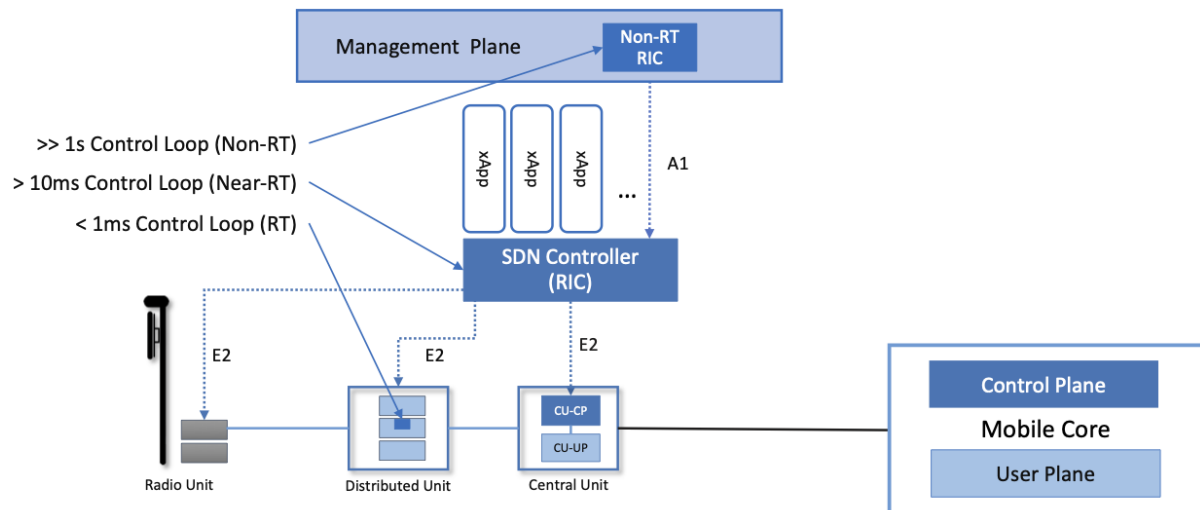 Management  Plane
Non-RT
RIC
>> 1s Control Loop (Non-RT)
> 10ms Control Loop (Near-RT)
< 1ms Control Loop (RT)
xApp
xApp
xApp
...
A1
SDN Controller
(RIC)
E2
E2
E2
CU-CP
CU-UP
Radio Unit
Distributed Unit
Central Unit
Control Plane
Mobile Core
User Plane